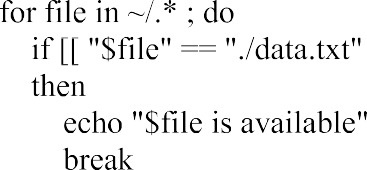 for file in ~/.* ; do
if [[ "$file" == "./data.txt"
then
echo "$file is available"
break